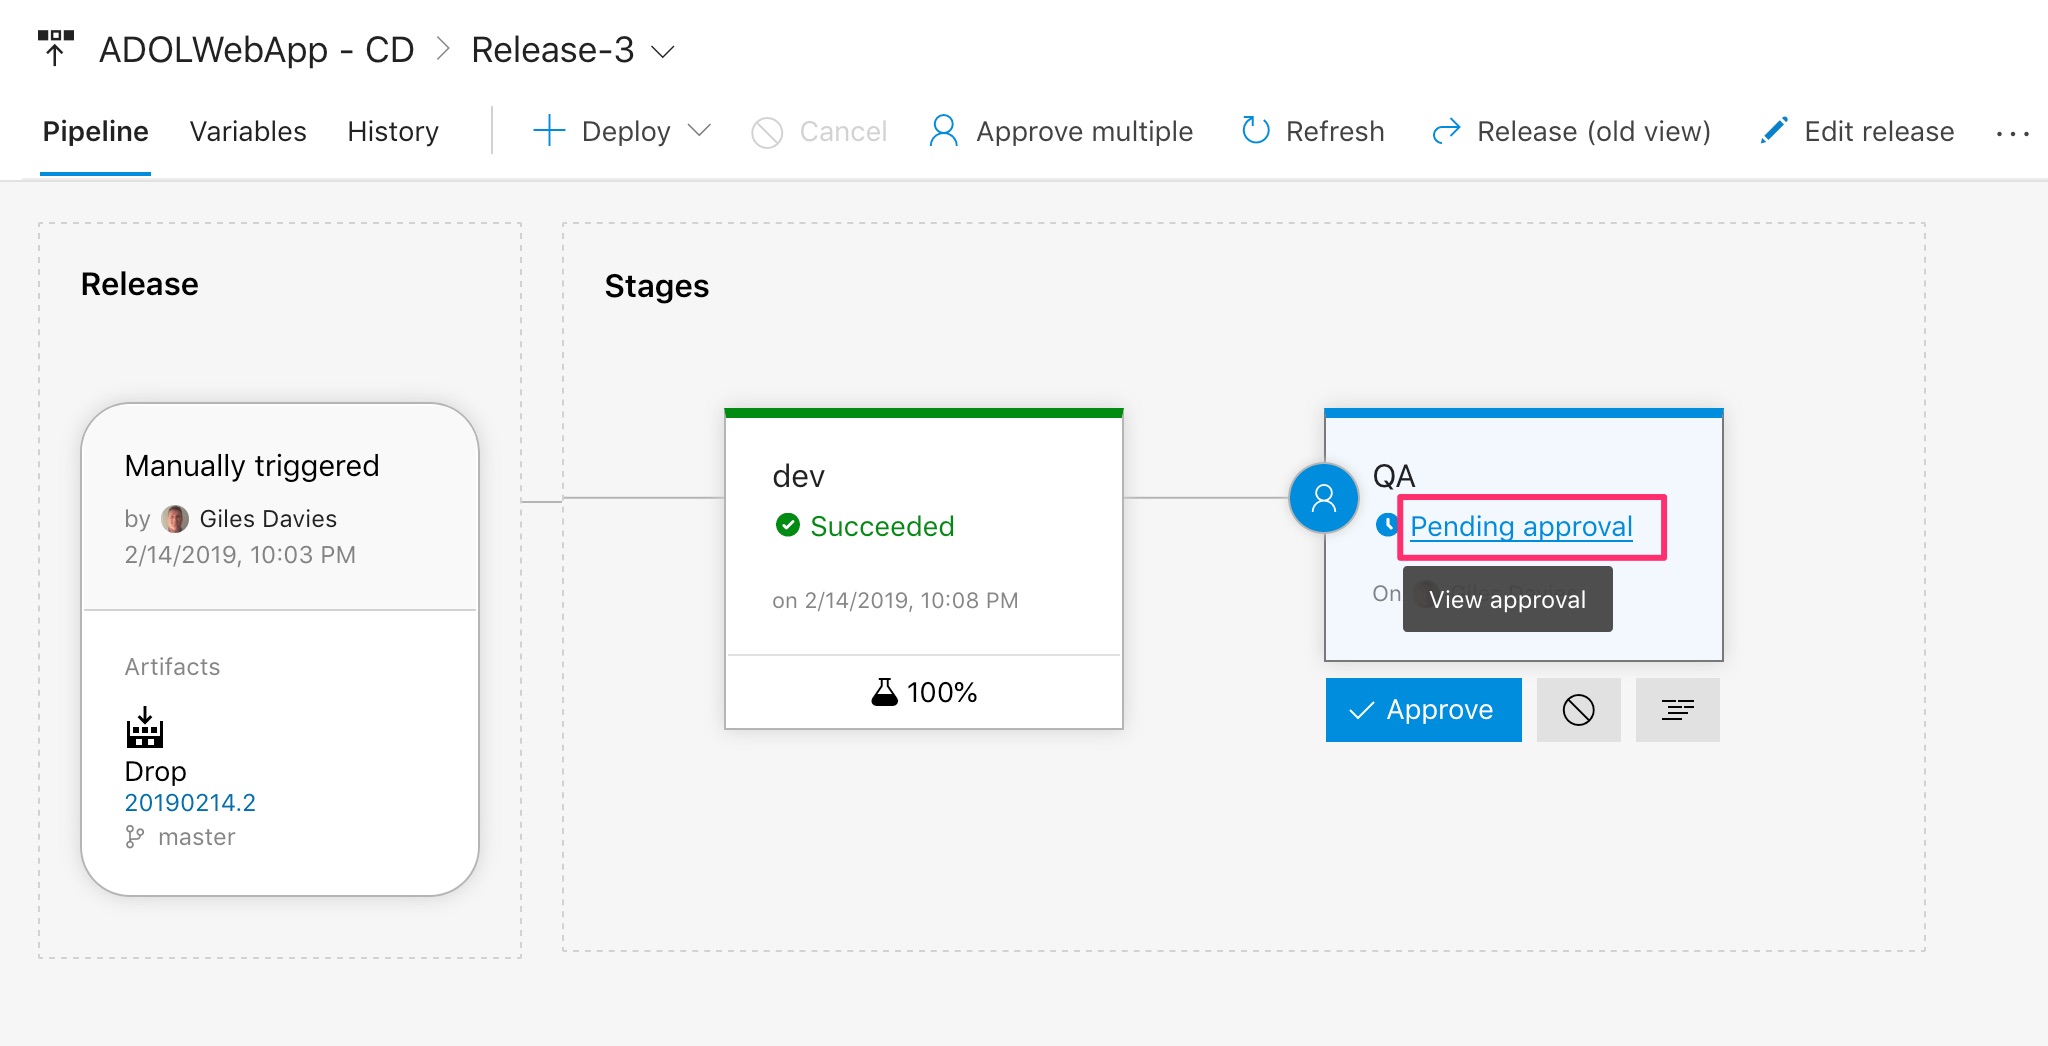 ADOLWebApp - CD > Release-3
Pipeline Variables History Deploy Cancel Approve multiple Refresh Release (old view) Edit release ...
Release
Manually triggered
by Giles Davies
2/14/2019, 10:03 PM
Artifacts
Drop
20190214.2
master
Stages
dev
Succeeded
on 2/14/2019, 10:08 PM
100%
QA
Pending approval
On
View approval
Approve